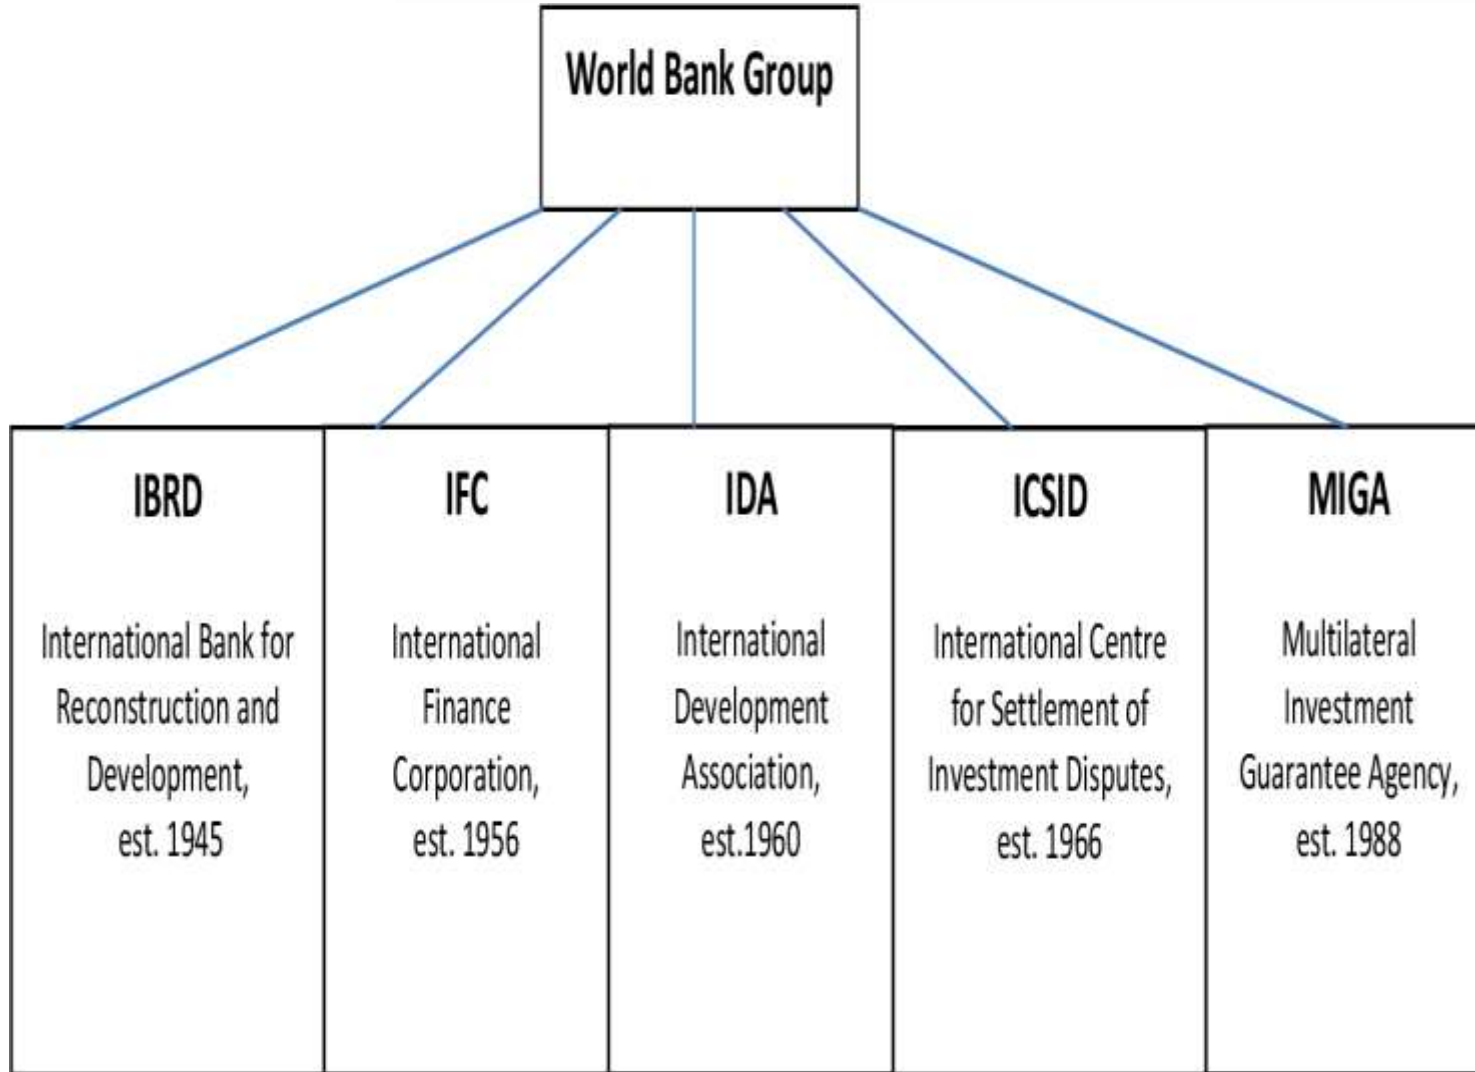 World Bank Group
IBRD
International Bank for
Reconstruction and
Development,
est. 1945
IFC
International
Finance
Corporation,
est. 1956
IDA
International
Development
Association,
est.1960
ICSID
International Centre
for Settlement of
Investment Disputes,
est. 1966
MIGA
Multilateral
Investment
Guarantee Agency,
est. 1988